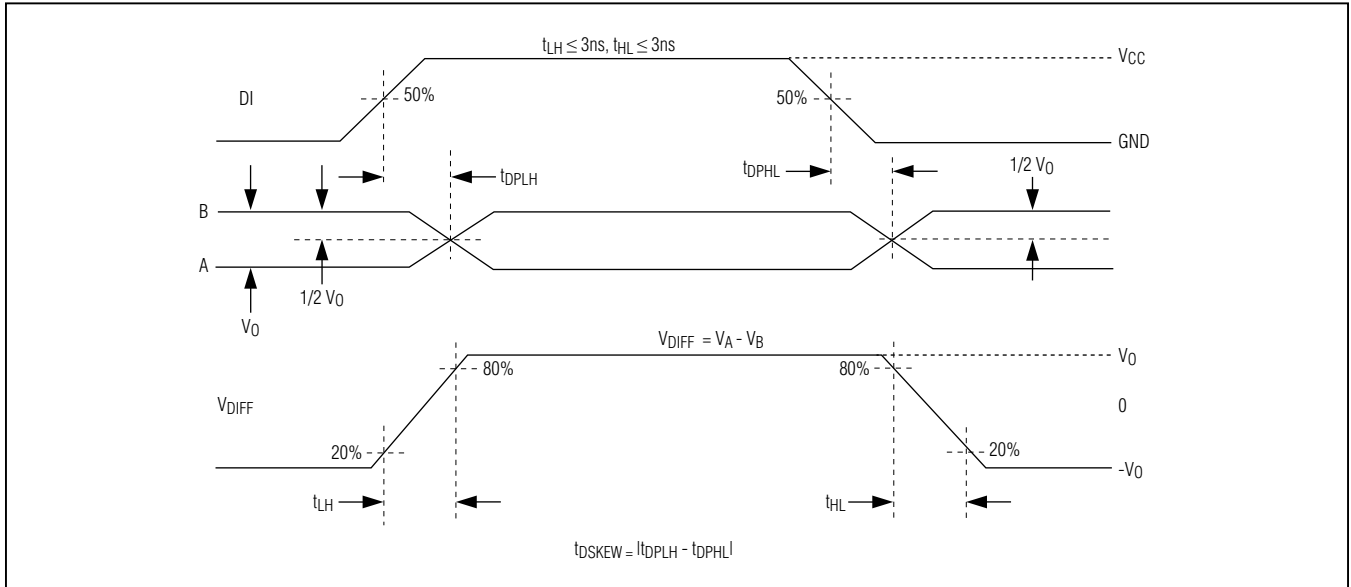 tLH ≤ 3ns, tHL ≤ 3ns
VCC
DI
50%
50%
GND
tDPLH
tDPHL
1/2 VO
B
A
1/2 VO
VO
VDIFF = VA - VB
VO
80%
80%
VDIFF
0
20%
20%
-VO
tLH
tHL
tDSKEW = |tDPLH - tDPHL|